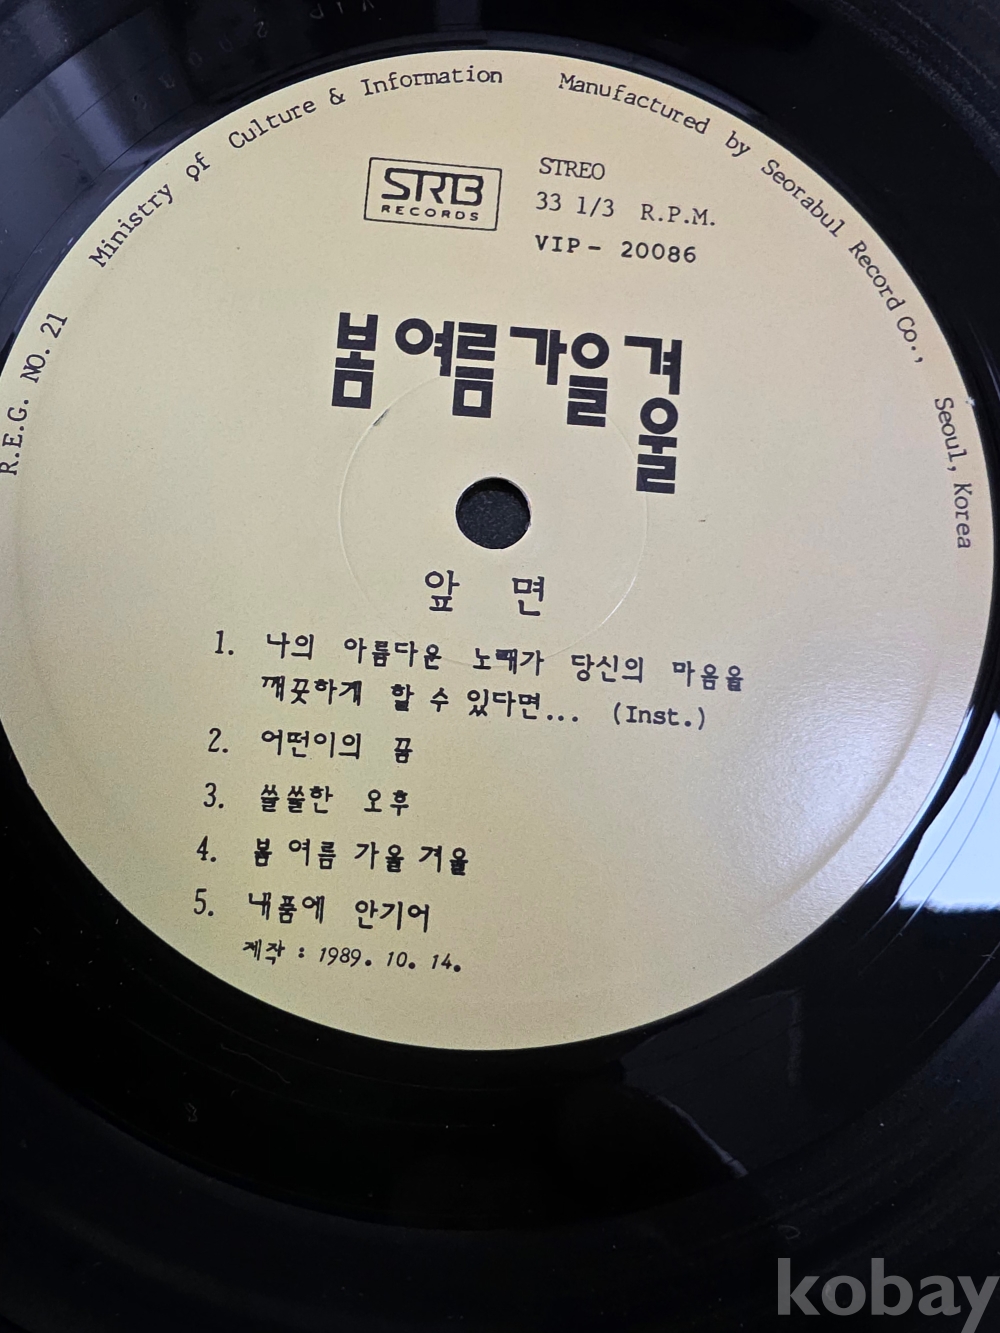 R.E.G. NO. 21 Ministry of Culture & Information Manufactured by Seorabul Record Co., Seoul, Korea
SRB
RECORDS
STREO
33 1/3 R.P.M.
VIP- 20086
봄 여름 가을 겨울
앞 면
1. 나의 아름다운 노래가 당신의 마음을
깨끗하게 할 수 있다면... (Inst.)
2. 어떤이의 꿈
3. 쓸쓸한 오후
4. 봄 여름 가을 겨울
5. 내품에 안기어
제작 : 1989. 10. 14.
kobay